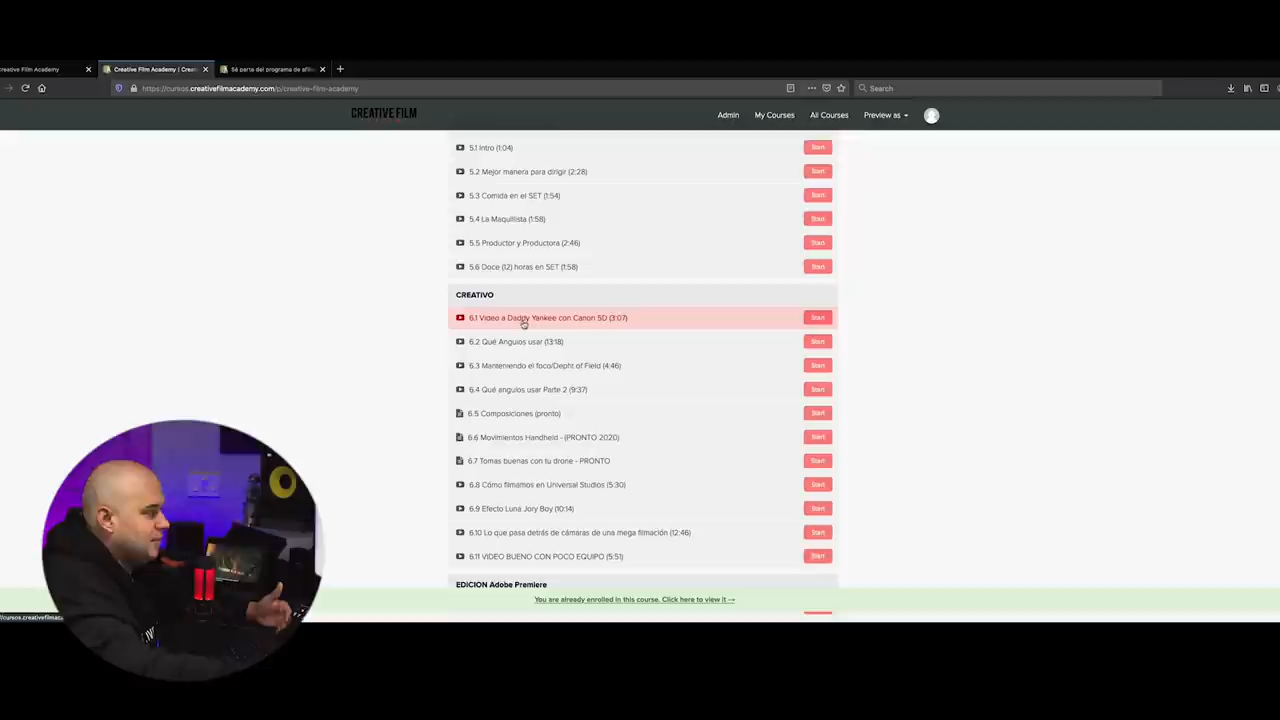 Creative Film Academy
Creative Film Academy | Creat
Sé parte del programa de afili
https://cursos.creativefilmacademy.com/p/creative-film-academy
Search
CREATIVE FILM
Admin
My Courses
All Courses
Preview as
5.1 Intro (1:04)
Start
5.2 Mejor manera para dirigir (2:28)
Start
5.3 Comida en el SET (1:54)
Start
5.4 La Maquillista (1:58)
Start
5.5 Productor y Productora (2:46)
Start
5.6 Doce (12) horas en SET (1:58)
Start
CREATIVO
6.1 Video a Daddy Yankee con Canon 5D (3:07)
Start
6.2 Qué Angulos usar (13:18)
Start
6.3 Manteniendo el foco/Depht of Field (4:46)
Start
6.4 Qué angulos usar Parte 2 (9:37)
Start
6.5 Composiciones (pronto)
Start
6.6 Movimientos Handheld - (PRONTO 2020)
Start
6.7 Tomas buenas con tu drone - PRONTO
Start
6.8 Cómo filmamos en Universal Studios (5:30)
Start
6.9 Efecto Luna Jory Boy (10:14)
Start
6.10 Lo que pasa detrás de cámaras de una mega filmación (12:46)
Start
6.11 VIDEO BUENO CON POCO EQUIPO (5:51)
Start
EDICION Adobe Premiere
You are already enrolled in this course. Click here to view it →
//cursos.creativefilmaca